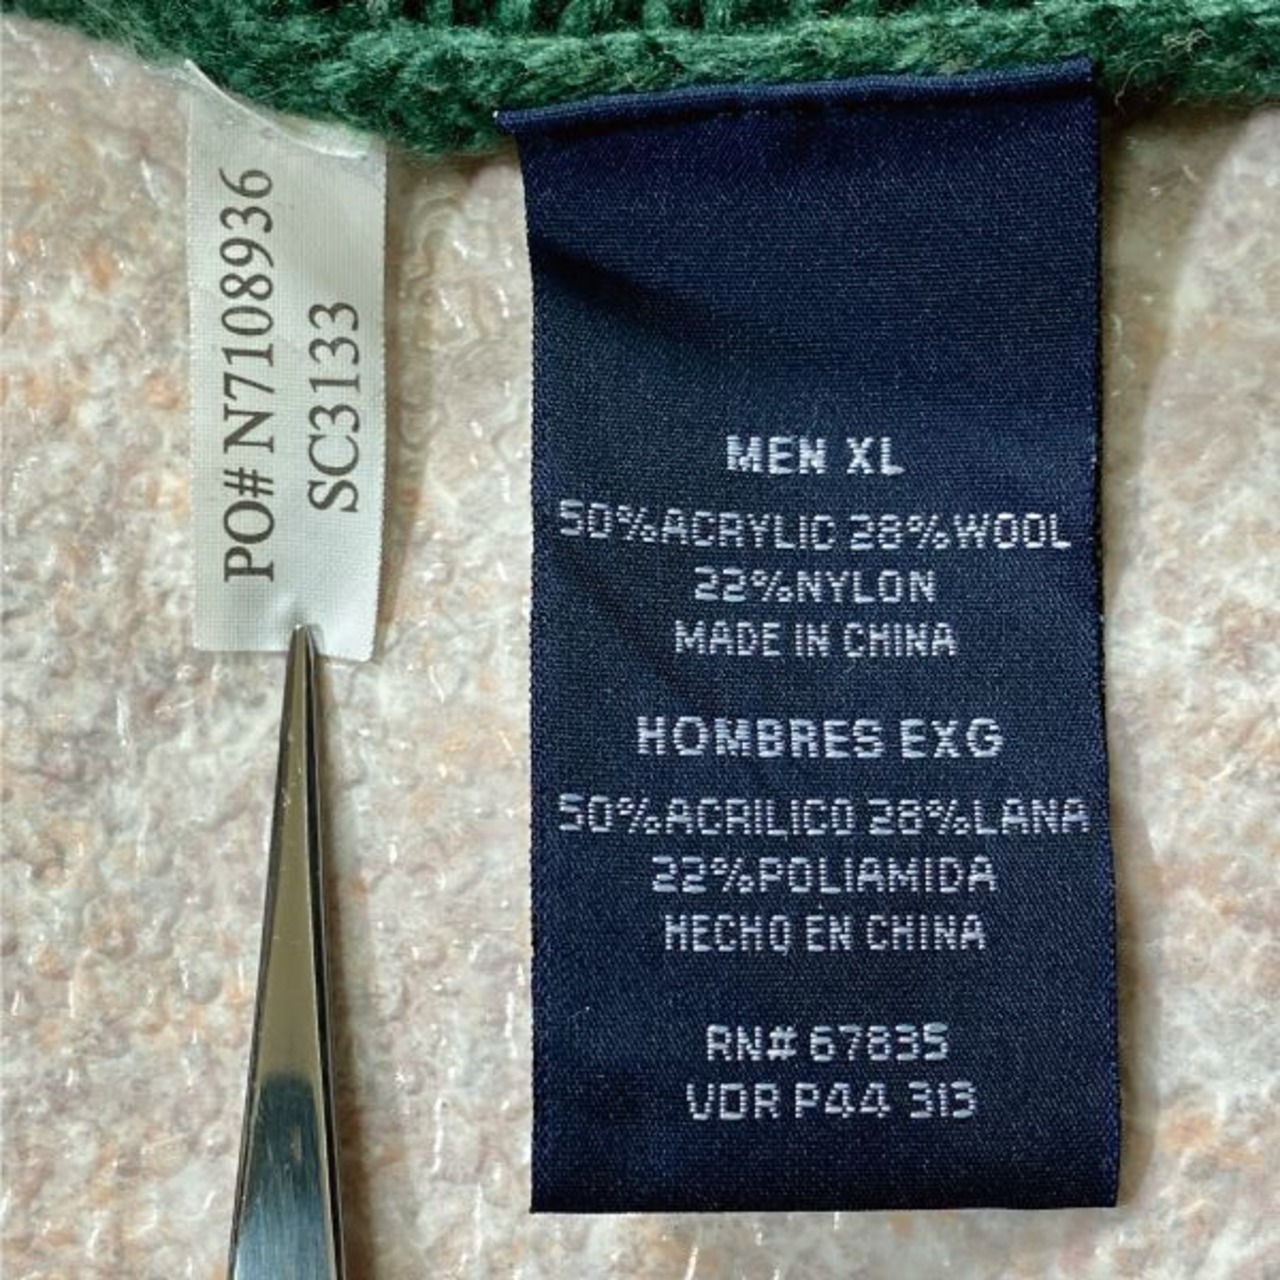 PO# N7108936
SC3133
MEN XL
50%ACRYLIC 28%WOOL
22%NYLON
MADE IN CHINA
HOMBRES EXG
50%ACRILICO 28%LANA
22%POLIAMIDA
HECHO EN CHINA
RN# 67835
VDR P44 313